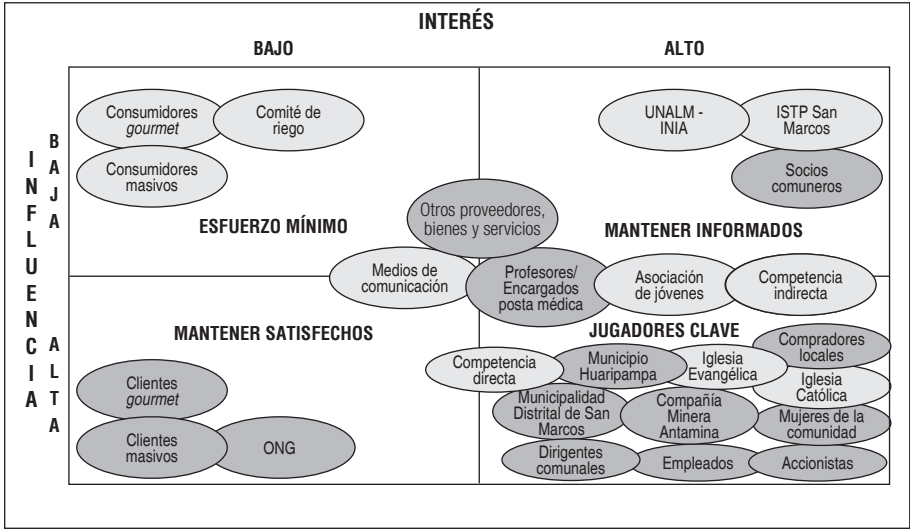 INTERÉS
BAJO
ALTO
INFLUENCIA
BAJA
ALTA
Consumidores
gourmet
Comité de
riego
Consumidores
masivos
ESFUERZO MÍNIMO
UNALM -
INIA
ISTP San
Marcos
Socios
comuneros
MANTENER INFORMADOS
Otros proveedores,
bienes y servicios
Medios de
comunicación
Profesores/
Encargados
posta médica
Asociación
de jóvenes
Competencia
indirecta
MANTENER SATISFECHOS
Clientes
gourmet
Clientes
masivos
ONG
JUGADORES CLAVE
Competencia
directa
Municipio
Huaripampa
Iglesia
Evangélica
Compradores
locales
Iglesia
Católica
Municipalidad
Distrital de San
Marcos
Compañía
Minera
Antamina
Mujeres de la
comunidad
Dirigentes
comunales
Empleados
Accionistas